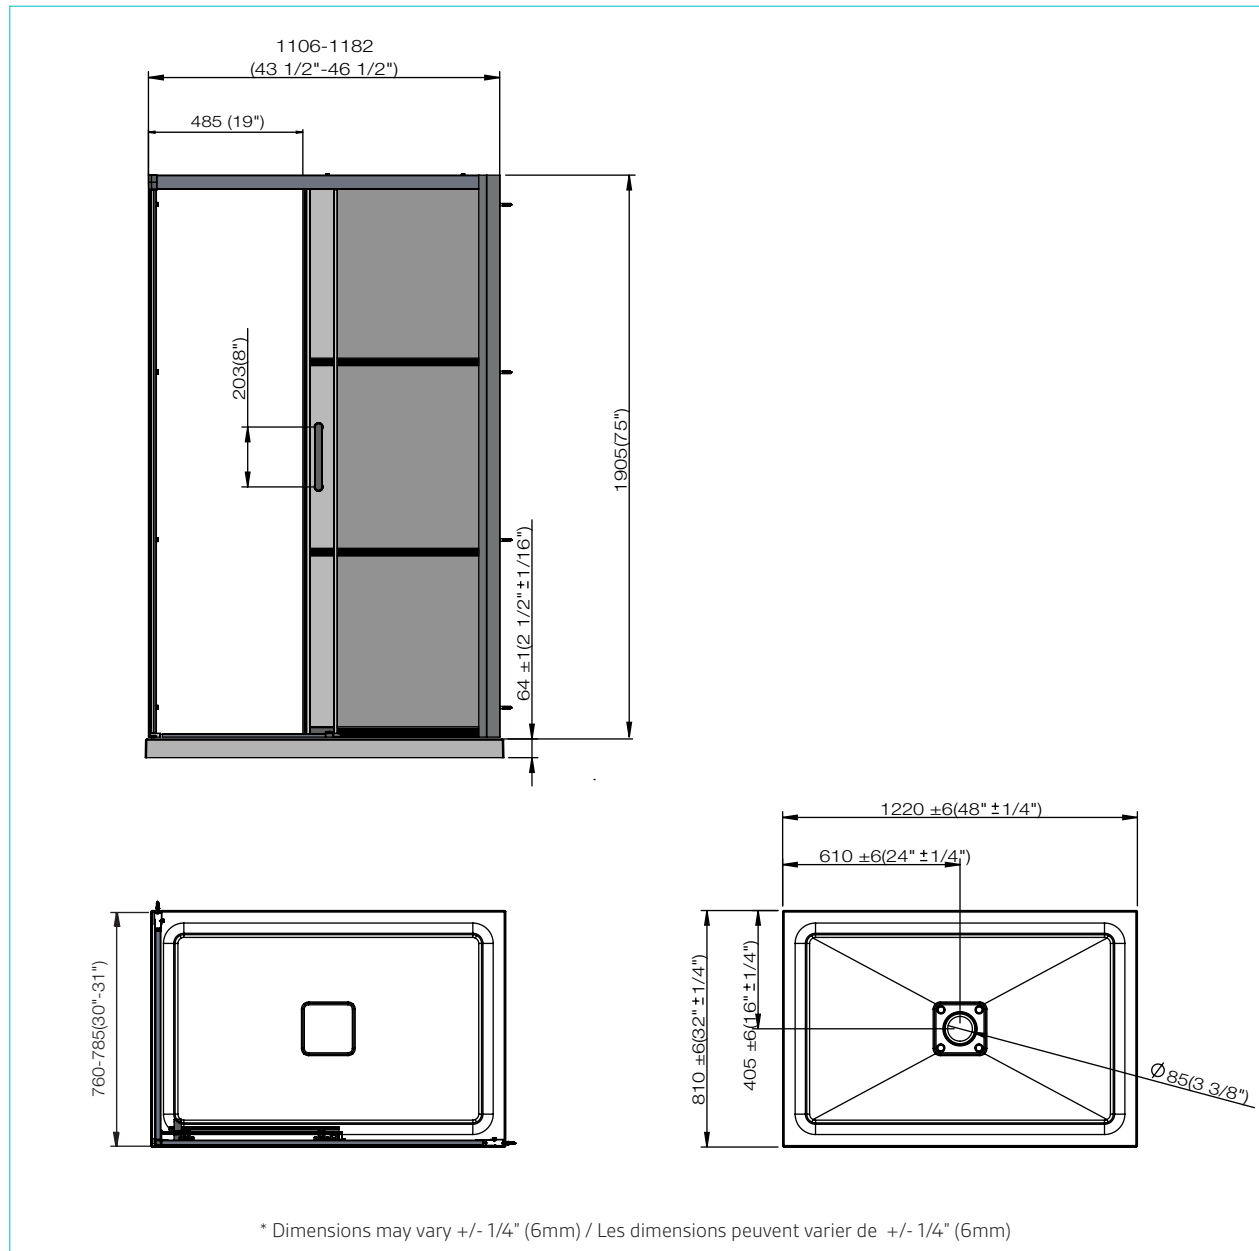 1106-1182
(43 1/2"-46 1/2")
485 (19")
203(8")
1905(75")
64 ±1(2 1/2" ±1/16")
1220 ±6(48" ±1/4")
610 ±6(24" ±1/4")
760-785(30"-31")
810 ±6(32" ±1/4")
405 ±6(16" ±1/4")
Ø85(3 3/8")
* Dimensions may vary +/- 1/4" (6mm) / Les dimensions peuvent varier de +/- 1/4" (6mm)